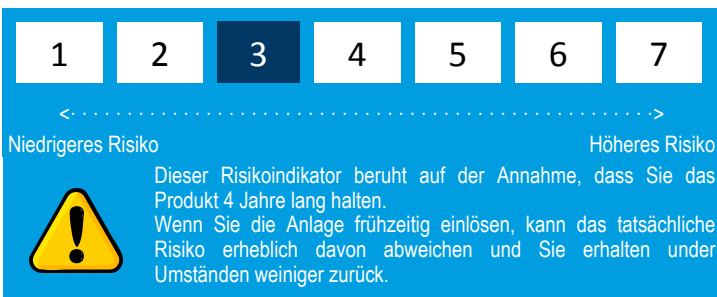 1 2 3 4 5 6 7
<· · · · · · · · · · · · · · · · · · · · · · · · · · · · · · · · · · · · · · · · · · · · · · · · · · · ·>
Niedrigeres Risiko Höheres Risiko
Dieser Risikoindikator beruht auf der Annahme, dass Sie das
Produkt 4 Jahre lang halten.
Wenn Sie die Anlage frühzeitig einlösen, kann das tatsächliche
Risiko erheblich davon abweichen und Sie erhalten under
Umständen weiniger zurück.